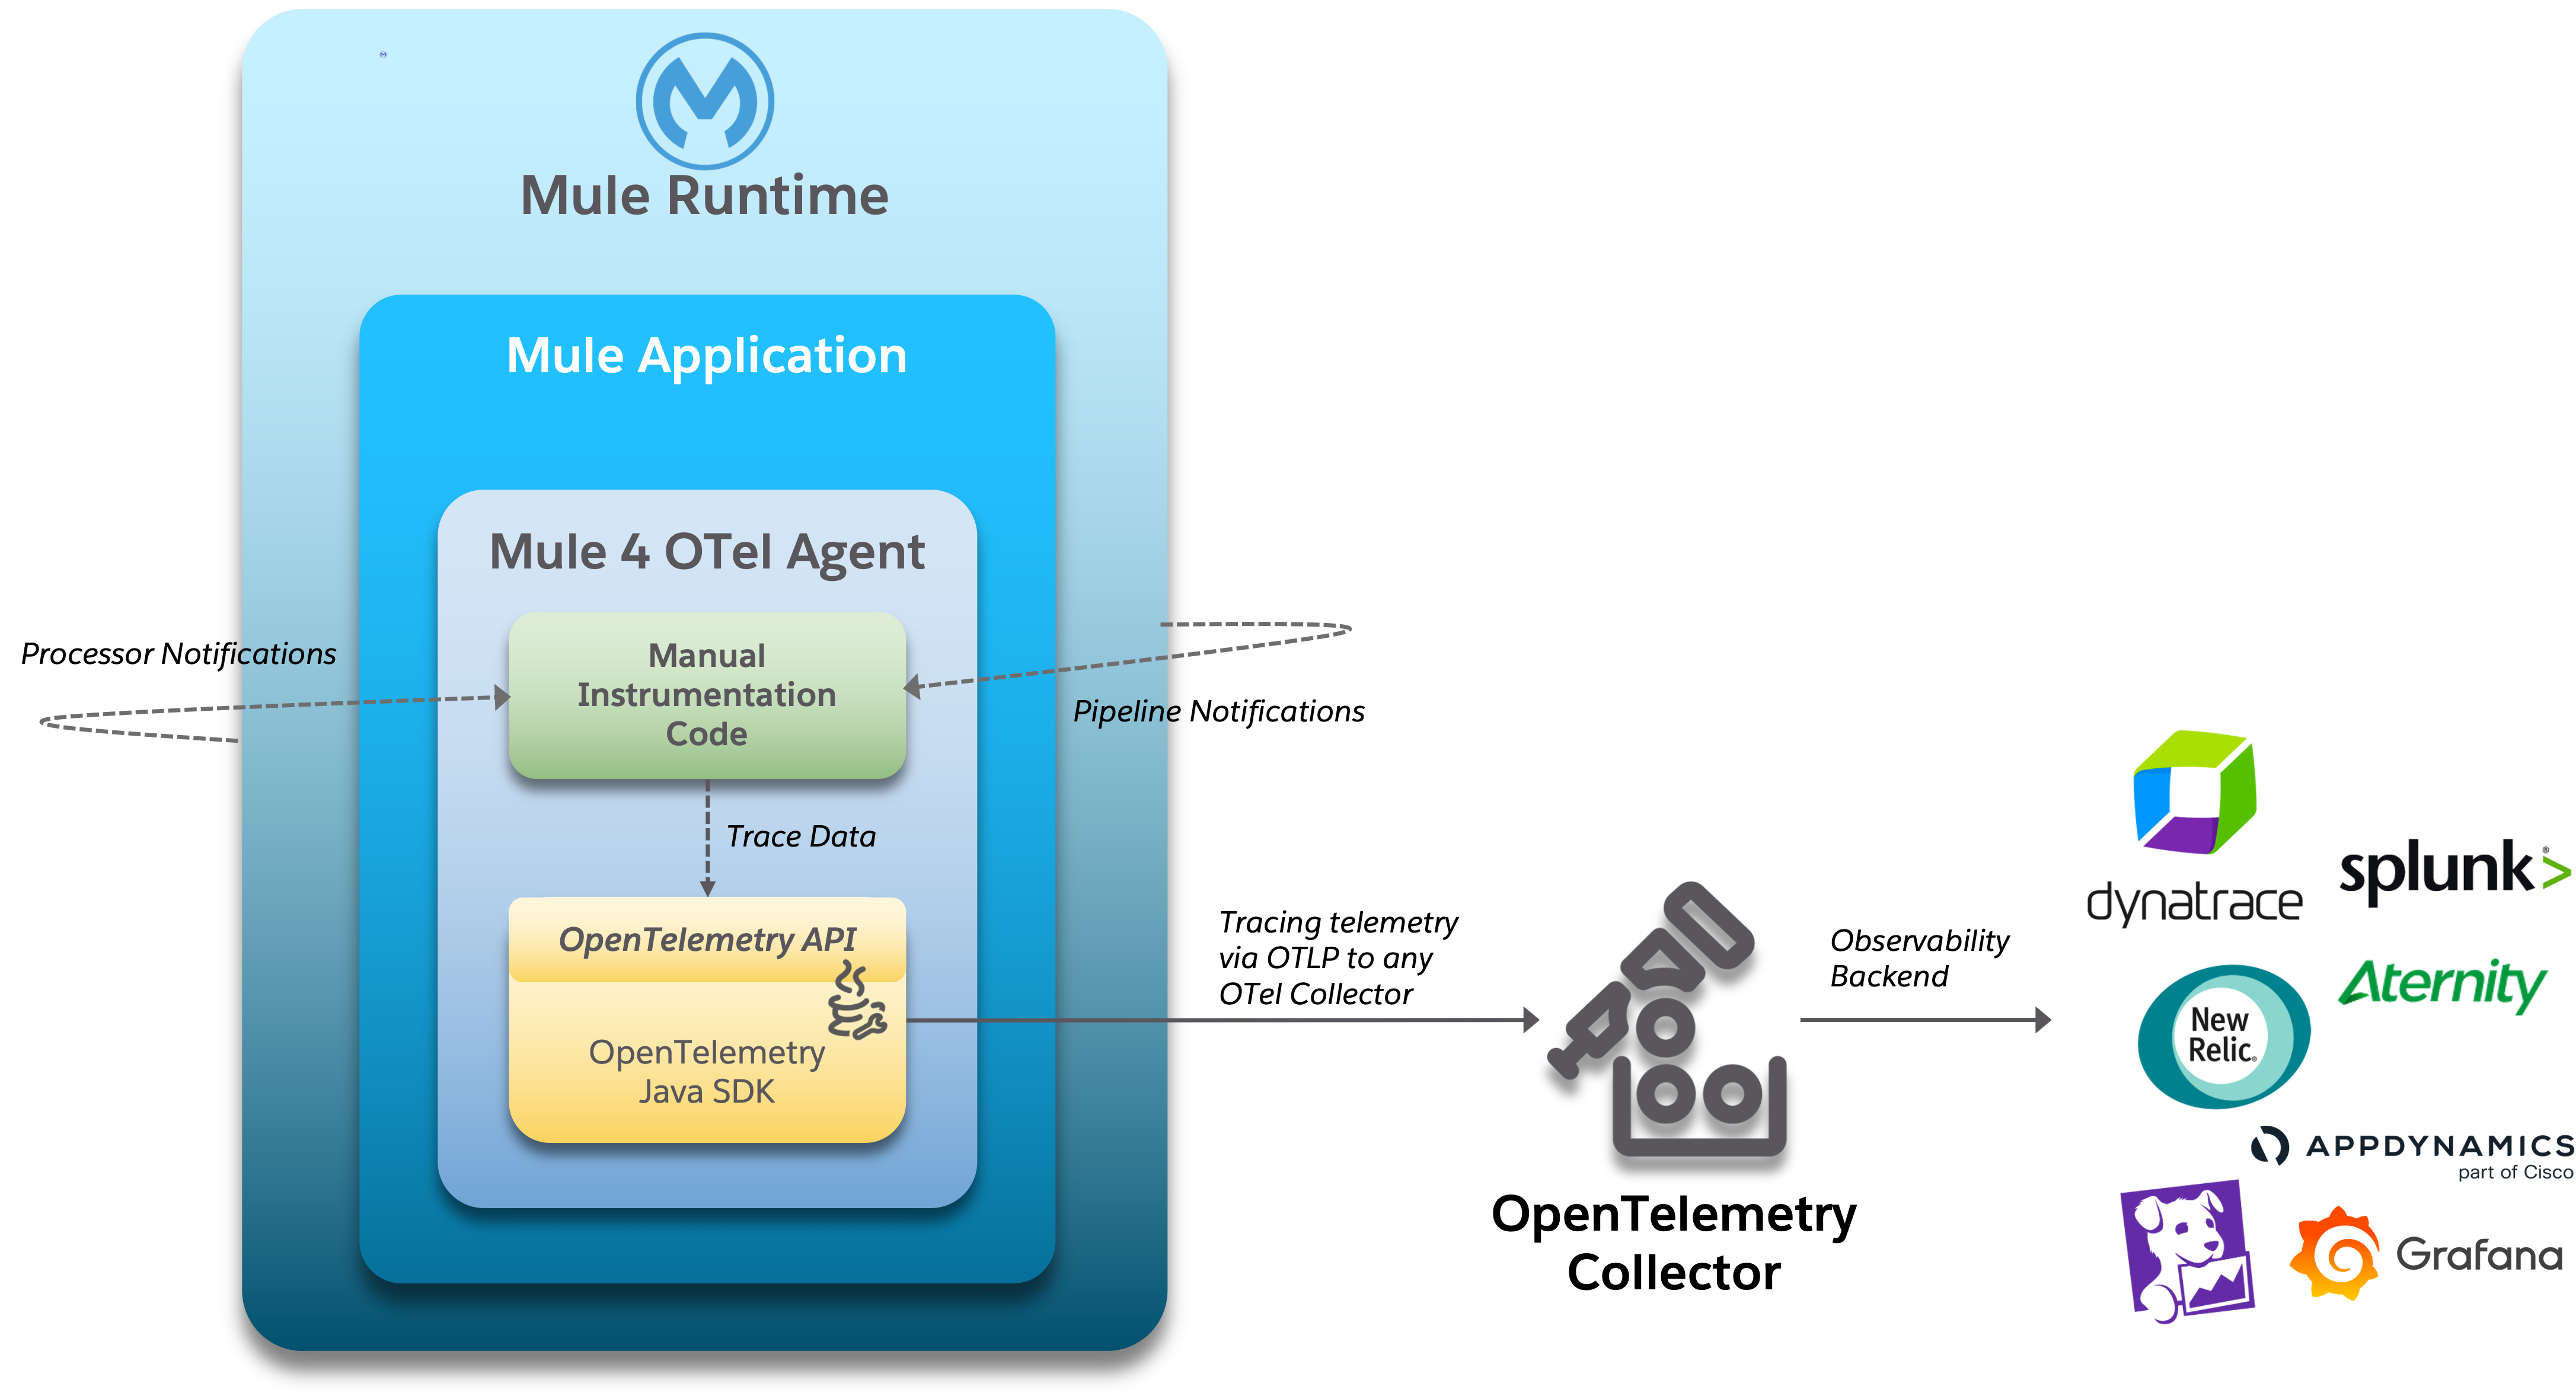 Mule Runtime
Mule Application
Mule 4 OTel Agent
Processor Notifications
Manual
Instrumentation
Code
Pipeline Notifications
Trace Data
OpenTelemetry API
OpenTelemetry
Java SDK
Tracing telemetry
via OTLP to any
OTel Collector
OpenTelemetry
Collector
Observability
Backend
dynatrace
splunk>®
New
Relic®
Aternity
APPDYNAMICS
part of Cisco
Grafana